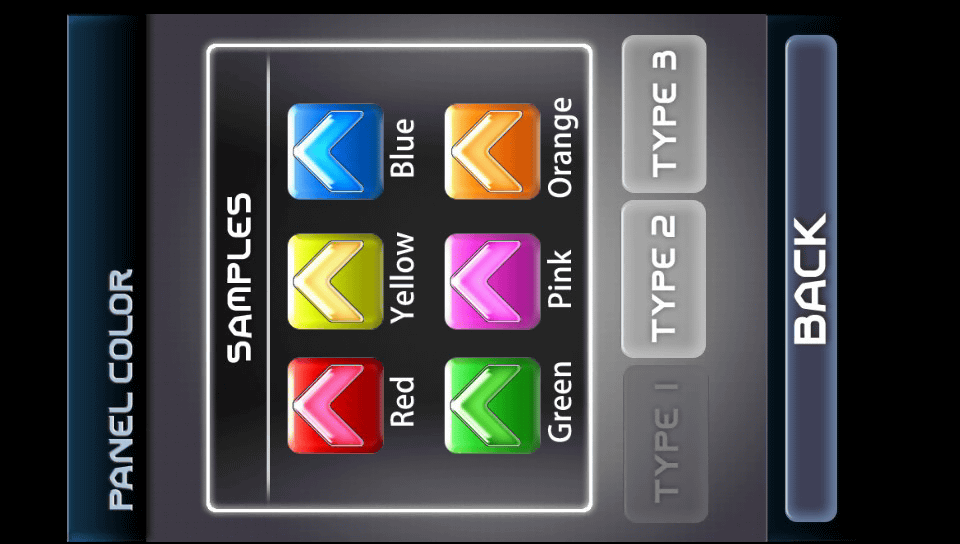 PANEL COLOR
SAMPLES
Red Yellow Blue
Green Pink Orange
TYPE 1 TYPE 2 TYPE 3
BACK